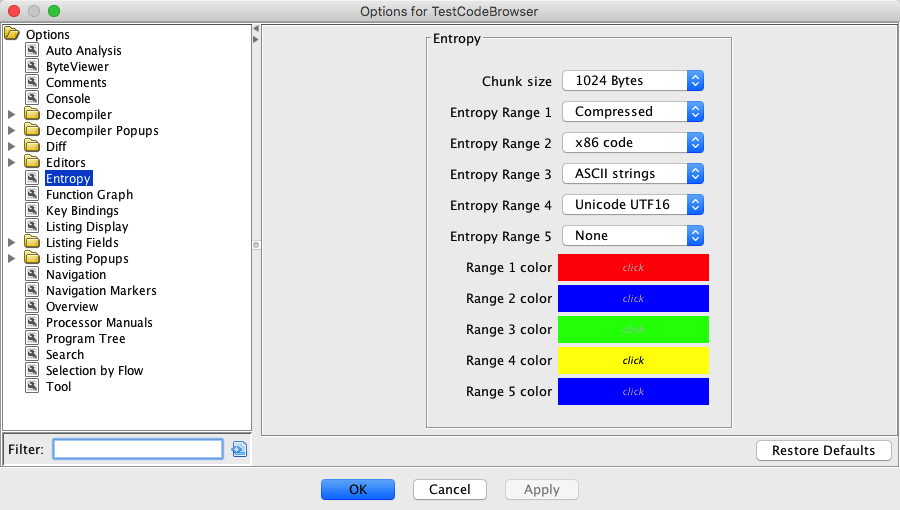 Options for TestCodeBrowser
Options
Auto Analysis
ByteViewer
Comments
Console
Decompiler
Decompiler Popups
Diff
Editors
Entropy
Function Graph
Key Bindings
Listing Display
Listing Fields
Listing Popups
Navigation
Navigation Markers
Overview
Processor Manuals
Program Tree
Search
Selection by Flow
Tool
Filter:
Entropy
Chunk size 1024 Bytes
Entropy Range 1 Compressed
Entropy Range 2 x86 code
Entropy Range 3 ASCII strings
Entropy Range 4 Unicode UTF16
Entropy Range 5 None
Range 1 color click
Range 2 color click
Range 3 color click
Range 4 color click
Range 5 color click
Restore Defaults
OK Cancel Apply